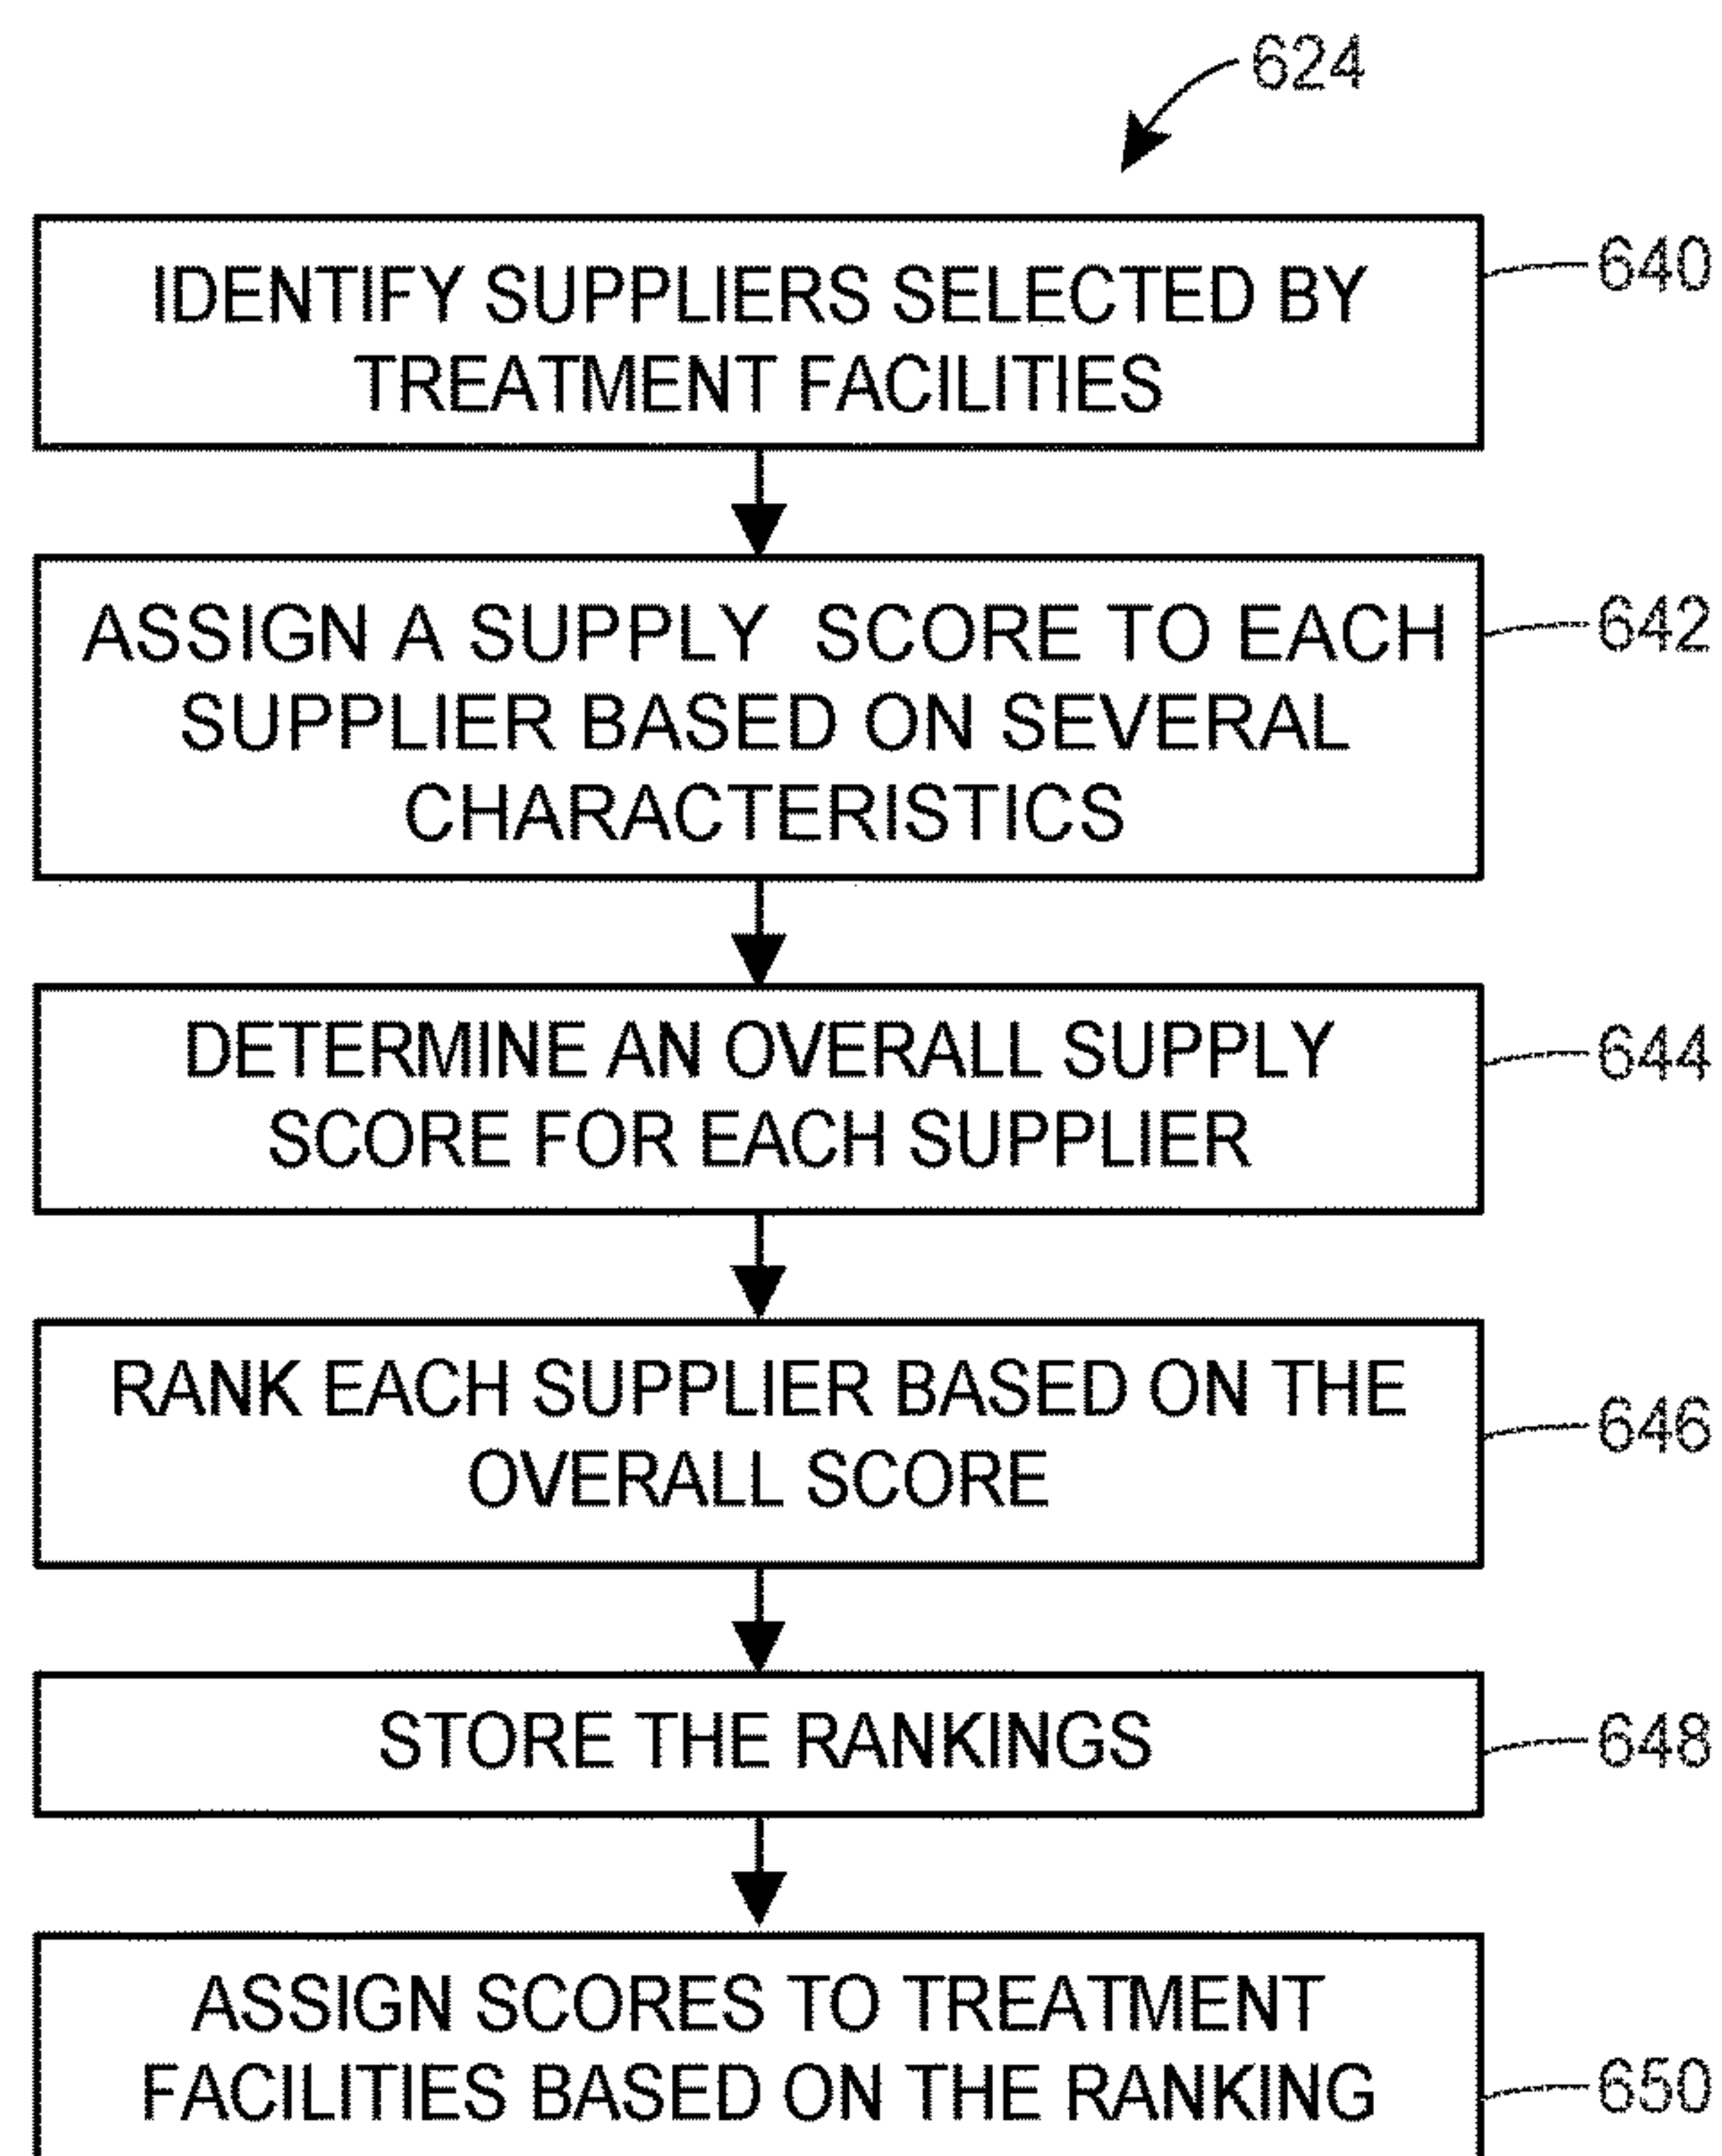 624
IDENTIFY SUPPLIERS SELECTED BY
TREATMENT FACILITIES
640
ASSIGN A SUPPLY SCORE TO EACH
SUPPLIER BASED ON SEVERAL
CHARACTERISTICS
642
DETERMINE AN OVERALL SUPPLY
SCORE FOR EACH SUPPLIER
644
RANK EACH SUPPLIER BASED ON THE
OVERALL SCORE
646
STORE THE RANKINGS
648
ASSIGN SCORES TO TREATMENT
FACILITIES BASED ON THE RANKING
650